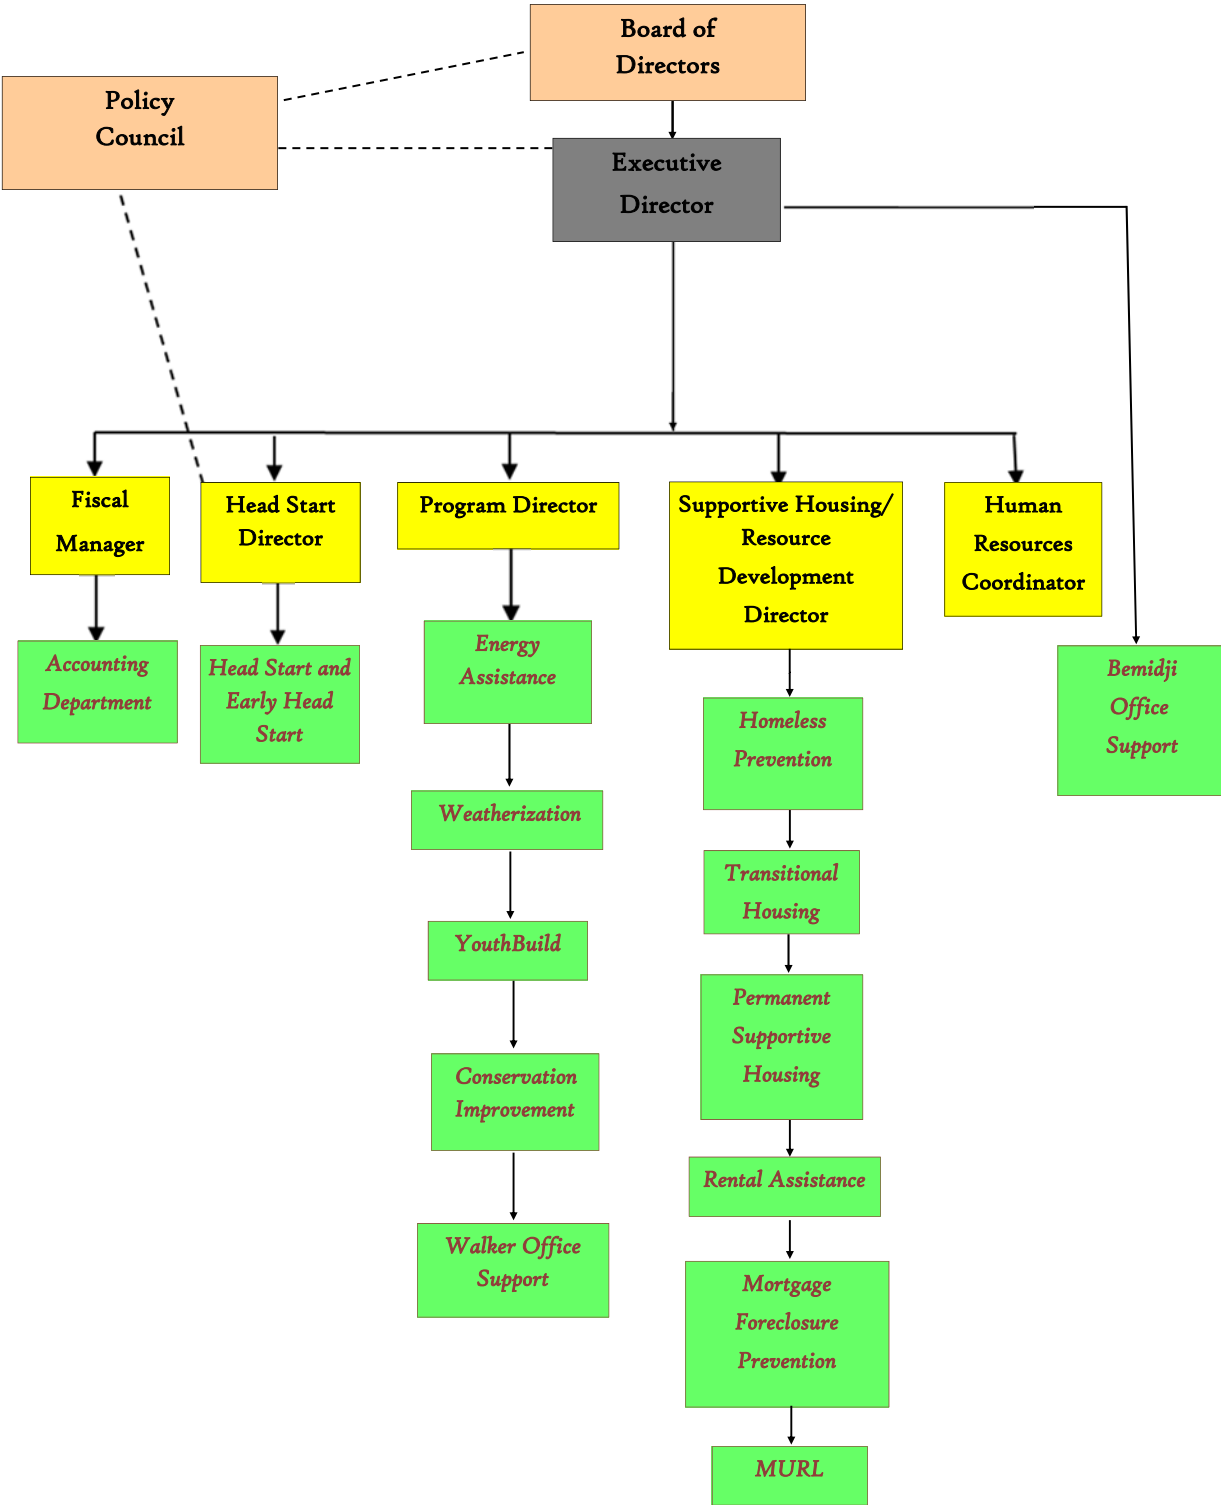 Board of
Directors
Policy
Council
Executive
Director
Fiscal
Manager
Head Start
Director
Program Director
Supportive Housing/
Resource
Development
Director
Human
Resources
Coordinator
Accounting
Department
Head Start and
Early Head
Start
Energy
Assistance
Weatherization
YouthBuild
Conservation
Improvement
Walker Office
Support
Homeless
Prevention
Transitional
Housing
Permanent
Supportive
Housing
Rental Assistance
Mortgage
Foreclosure
Prevention
MURL
Bemidji
Office
Support